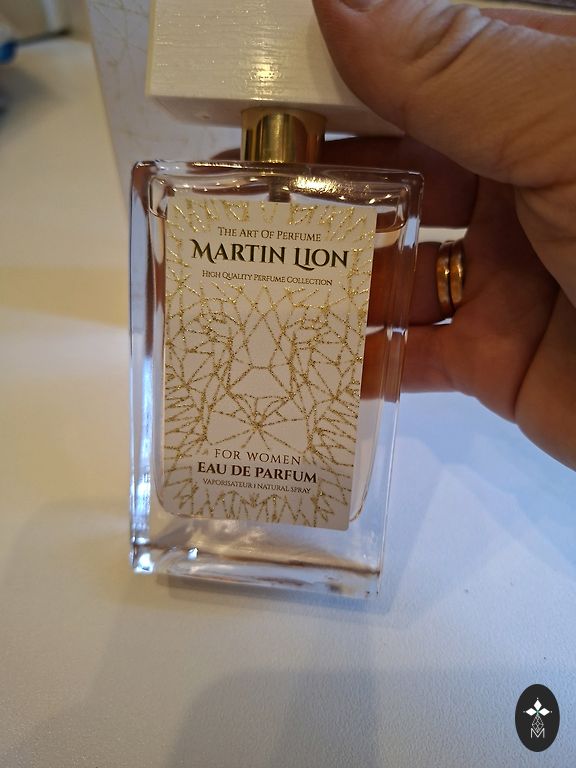 THE ART OF PERFUME
MARTIN LION
HIGH QUALITY PERFUME COLLECTION
FOR WOMEN
EAU DE PARFUM
VAPORISATEUR I NATURAL SPRAY
M